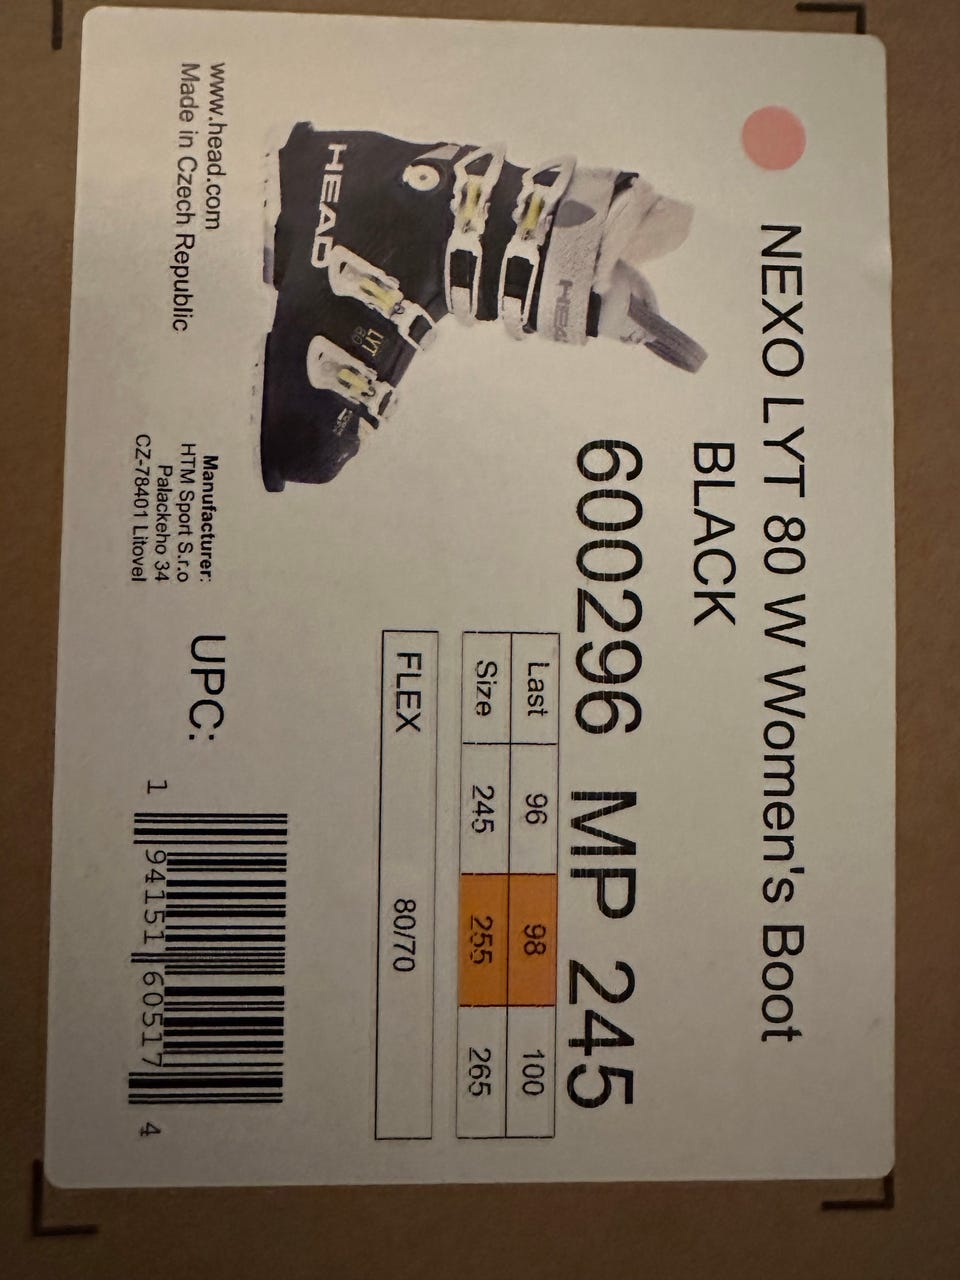 NEXO LYT 80 W Women's Boot
BLACK
600296 MP 245
HEAD
HEAD
LYT
80
Last 96 98 100
Size 245 255 265
FLEX 80/70
www.head.com
Made in Czech Republic
Manufacturer:
HTM Sport S.r.o
Palackeho 34
CZ-78401 Litovel
UPC:
1 94151 60517 4